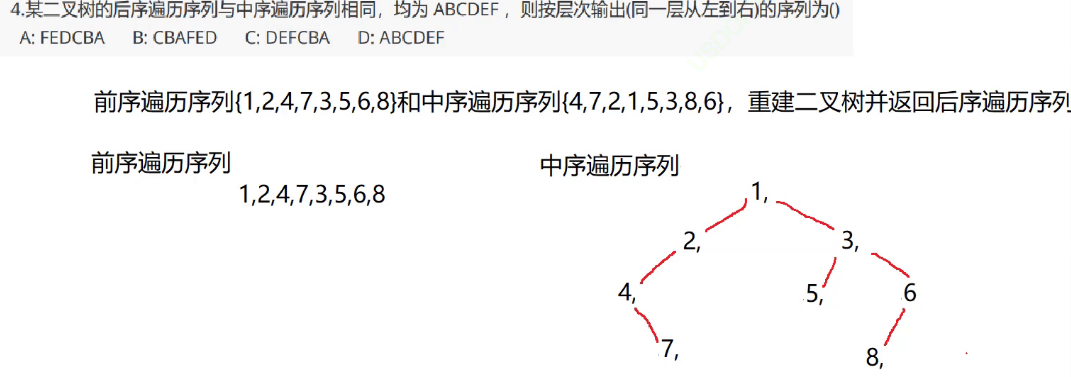 4.某二叉树的后序遍历序列与中序遍历序列相同，均为 ABCDEF ，则按层次输出(同一层从左到右)的序列为()
A: FEDCBA B: CBAFED C: DEFCBA D: ABCDEF
前序遍历序列{1,2,4,7,3,5,6,8}和中序遍历序列{4,7,2,1,5,3,8,6}，重建二叉树并返回后序遍历序列
前序遍历序列 中序遍历序列
1,2,4,7,3,5,6,8 1,
2, 3,
4, 5, 6
7, 8,